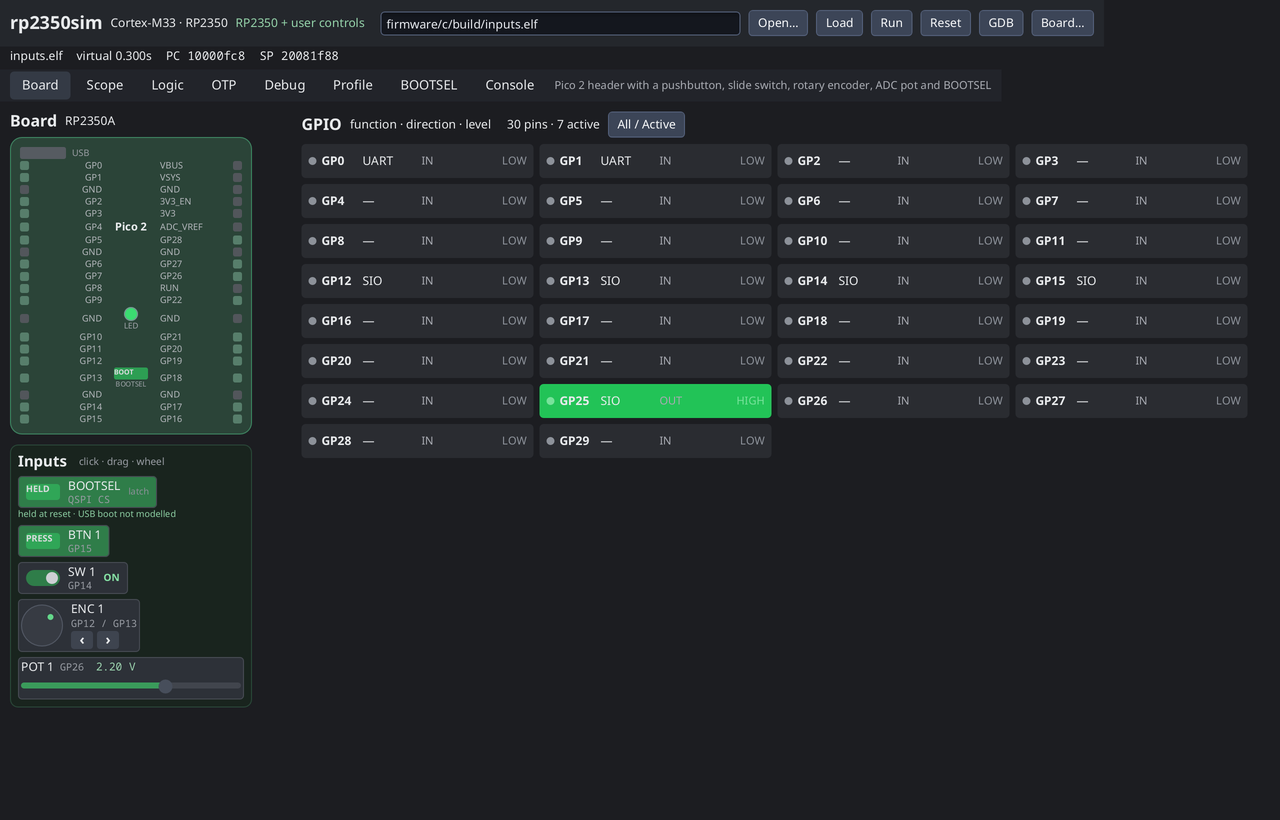 rp2350sim Cortex-M33 · RP2350 RP2350 + user controls firmware/c/build/inputs.elf Open... Load Run Reset GDB Board...
inputs.elf virtual 0.300s PC 10000fc8 SP 20081f88
Board Scope Logic OTP Debug Profile BOOTSEL Console Pico 2 header with a pushbutton, slide switch, rotary encoder, ADC pot and BOOTSEL
Board RP2350A
USB
GP0 VBUS
GP1 VSYS
GND GND
GP2 3V3_EN
GP3 3V3
GP4 Pico 2 ADC_VREF
GP5 GP28
GND GND
GP6 GP27
GP7 GP26
GP8 RUN
GP9 GP22
GND GND
LED
GP10 GP21
GP11 GP20
GP12 GP19
BOOT
GP13 GP18
BOOTSEL
GND GND
GP14 GP17
GP15 GP16
Inputs click · drag · wheel
HELD BOOTSEL latch
QSPI CS
held at reset · USB boot not modelled
PRESS BTN 1
GP15
SW 1 ON
GP14
ENC 1
GP12 / GP13
‹ ›
POT 1 GP26 2.20 V
GPIO function · direction · level 30 pins · 7 active All / Active
GP0 UART IN LOW GP1 UART IN LOW GP2 — IN LOW GP3 — IN LOW
GP4 — IN LOW GP5 — IN LOW GP6 — IN LOW GP7 — IN LOW
GP8 — IN LOW GP9 — IN LOW GP10 — IN LOW GP11 — IN LOW
GP12 SIO IN LOW GP13 SIO IN LOW GP14 SIO IN LOW GP15 SIO IN LOW
GP16 — IN LOW GP17 — IN LOW GP18 — IN LOW GP19 — IN LOW
GP20 — IN LOW GP21 — IN LOW GP22 — IN LOW GP23 — IN LOW
GP24 — IN LOW GP25 SIO OUT HIGH GP26 — IN LOW GP27 — IN LOW
GP28 — IN LOW GP29 — IN LOW